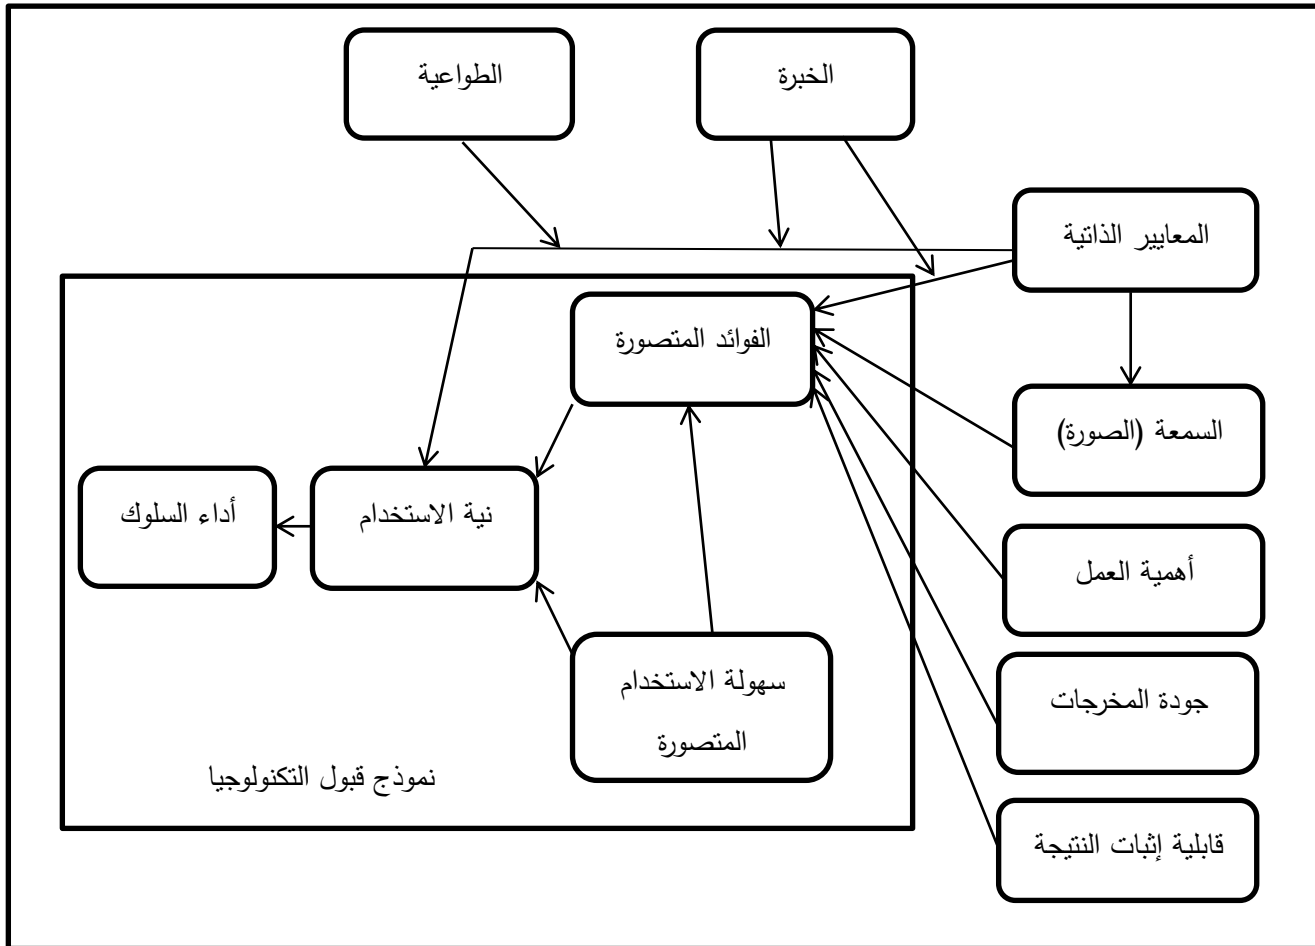 الخبرة
الطواعية
المعايير الذاتية
الفوائد المتصورة
السمعة (الصورة)
نية الاستخدام
أداء السلوك
أهمية العمل
سهولة الاستخدام
المتصورة
جودة المخرجات
نموذج قبول التكنولوجيا
قابلية إثبات النتيجة